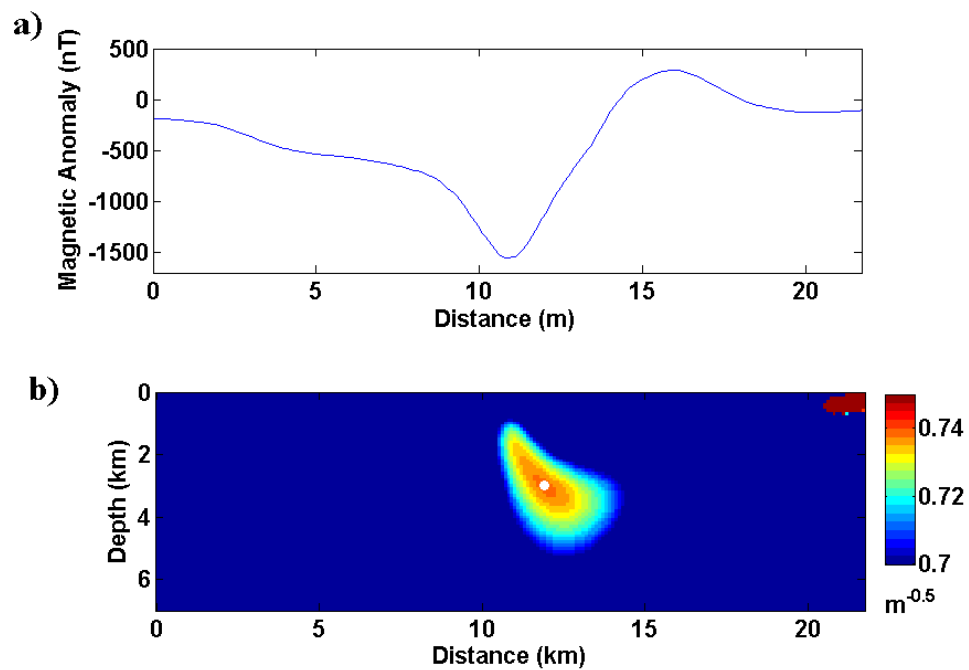 a)
Magnetic Anomaly (nT)
500
0
-500
-1000
-1500
0 5 10 15 20
Distance (m)
b)
Depth (km)
0
2
4
6
0 5 10 15 20
Distance (km)
0.74
0.72
0.7
m-0.5